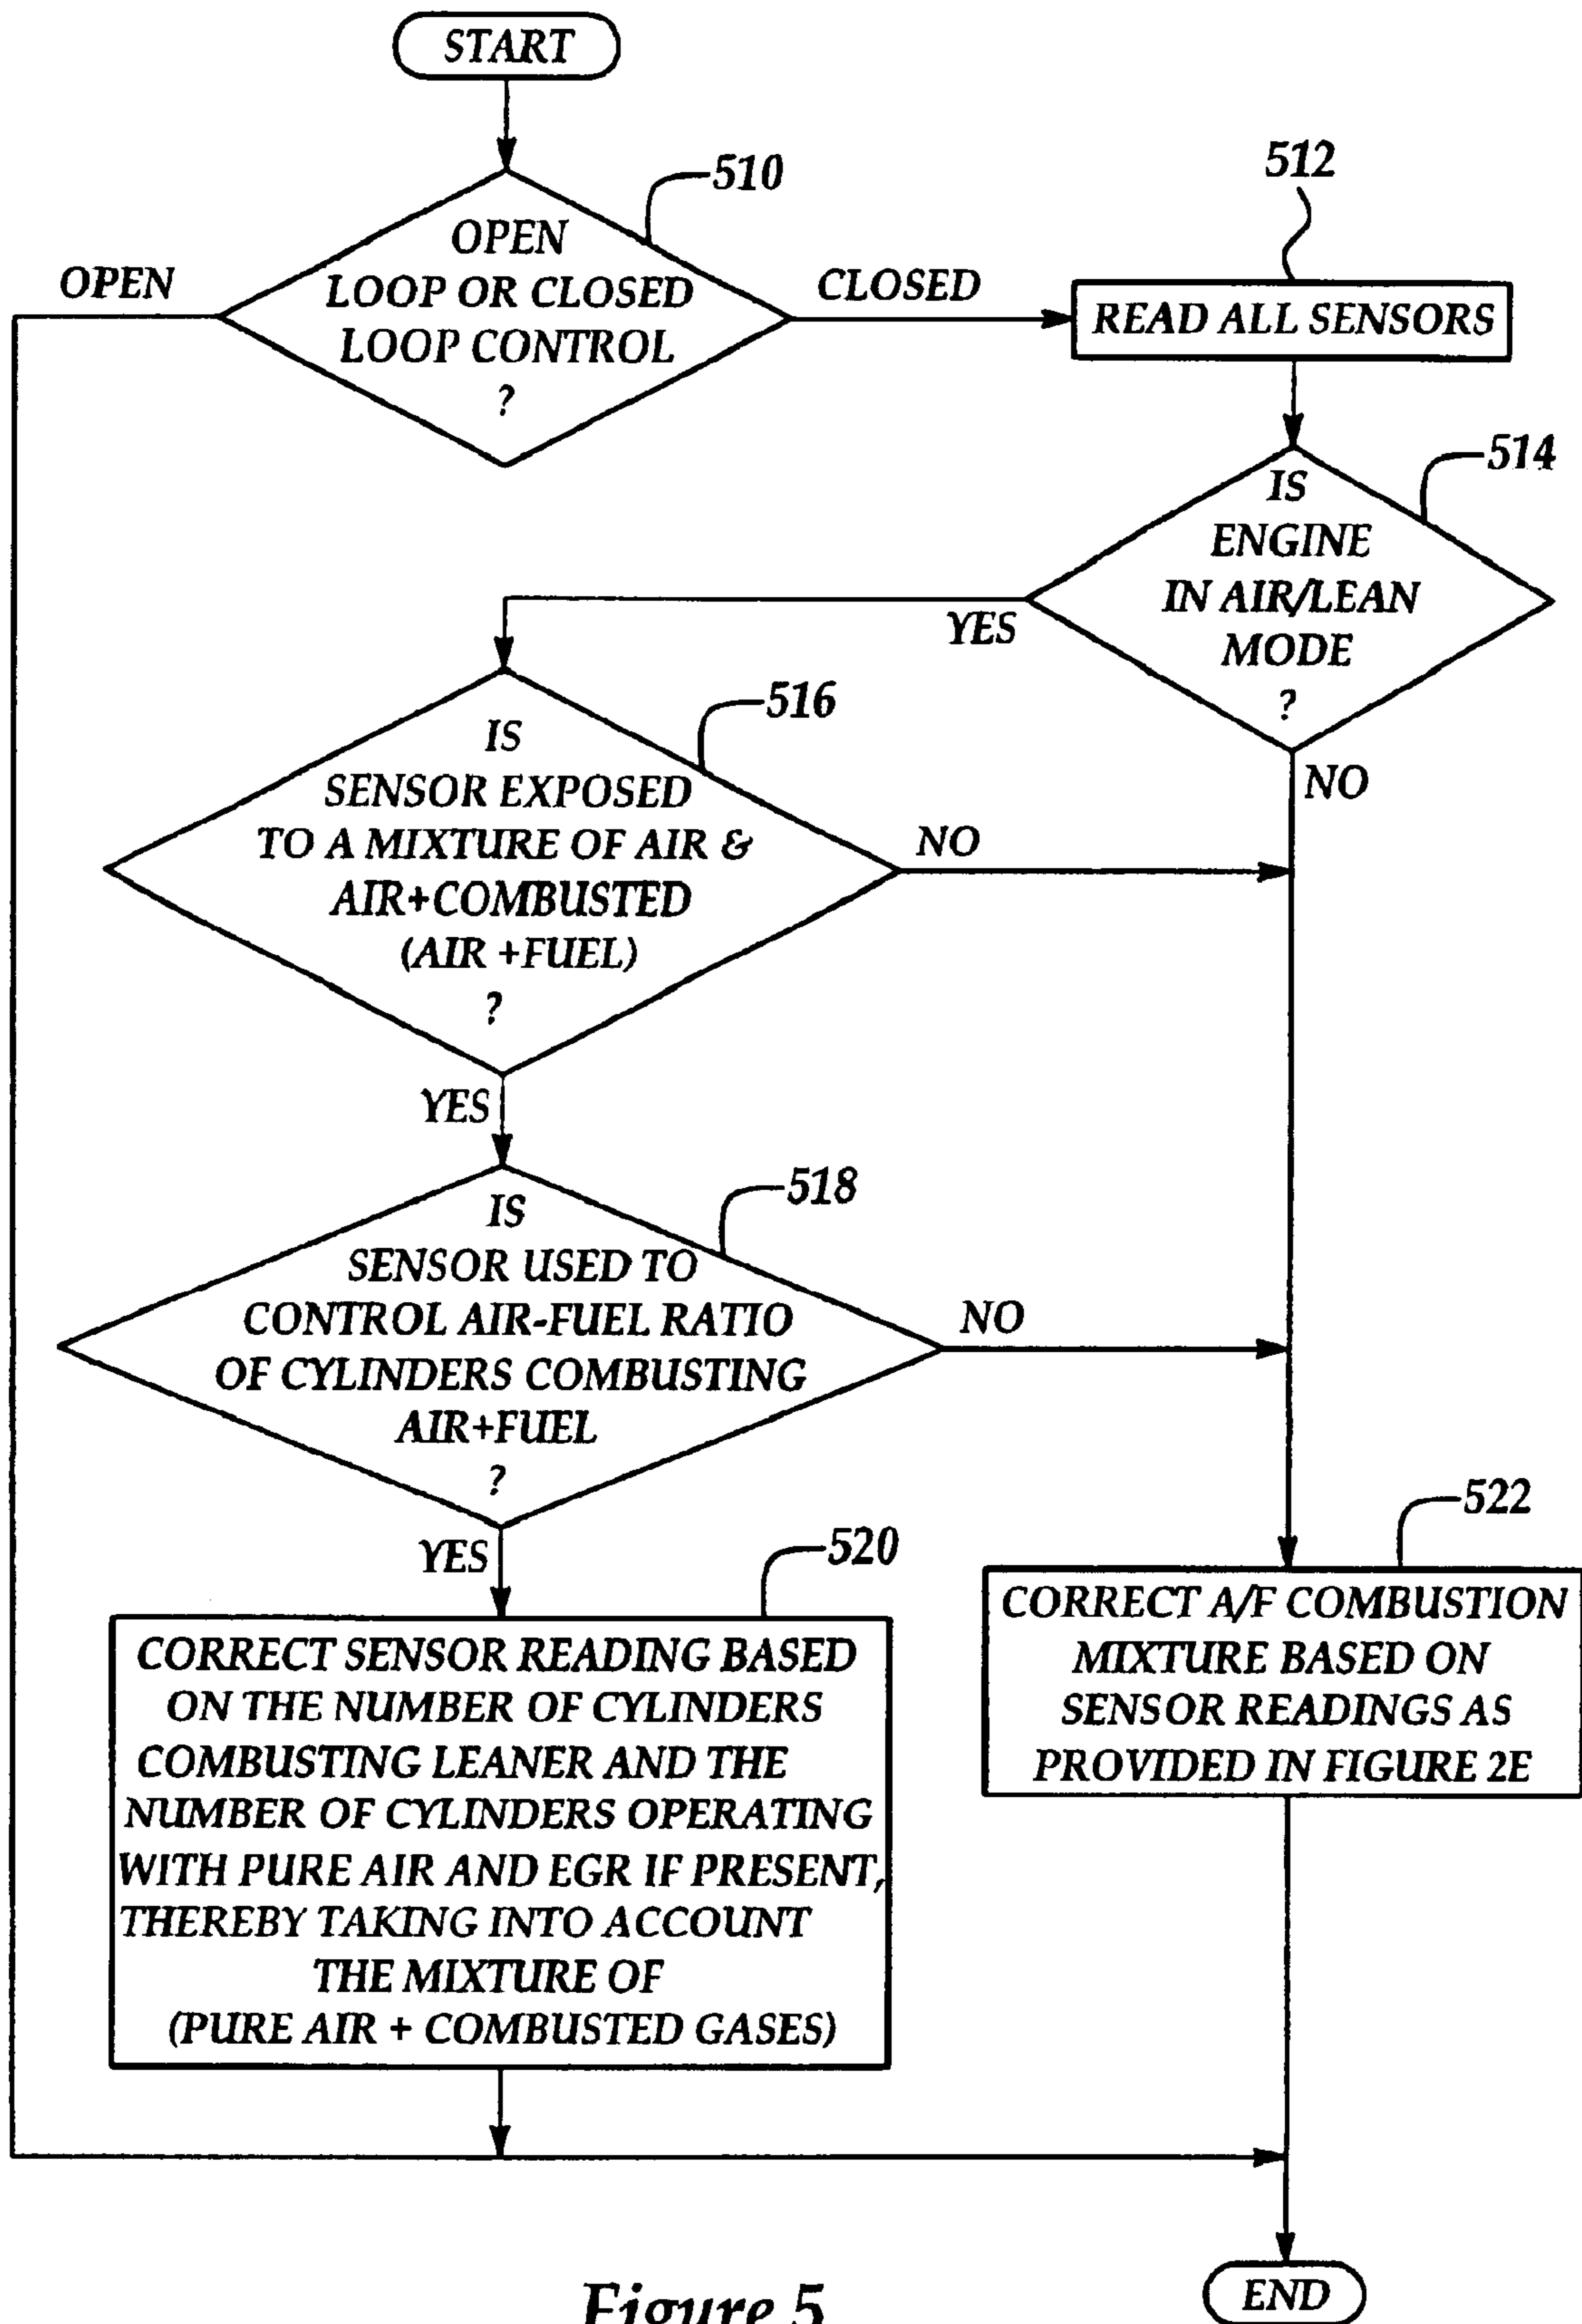 START
510
OPEN
LOOP OR CLOSED
LOOP CONTROL
?
OPEN
CLOSED
512
READ ALL SENSORS
514
IS
ENGINE
IN AIR/LEAN
MODE
?
YES
NO
516
IS
SENSOR EXPOSED
TO A MIXTURE OF AIR &
AIR+COMBUSTED
(AIR +FUEL)
?
NO
YES
518
IS
SENSOR USED TO
CONTROL AIR-FUEL RATIO
OF CYLINDERS COMBUSTING
AIR+FUEL
?
NO
YES
520
CORRECT SENSOR READING BASED
ON THE NUMBER OF CYLINDERS
COMBUSTING LEANER AND THE
NUMBER OF CYLINDERS OPERATING
WITH PURE AIR AND EGR IF PRESENT,
THEREBY TAKING INTO ACCOUNT
THE MIXTURE OF
(PURE AIR + COMBUSTED GASES)
522
CORRECT A/F COMBUSTION
MIXTURE BASED ON
SENSOR READINGS AS
PROVIDED IN FIGURE 2E
END
Figure 5